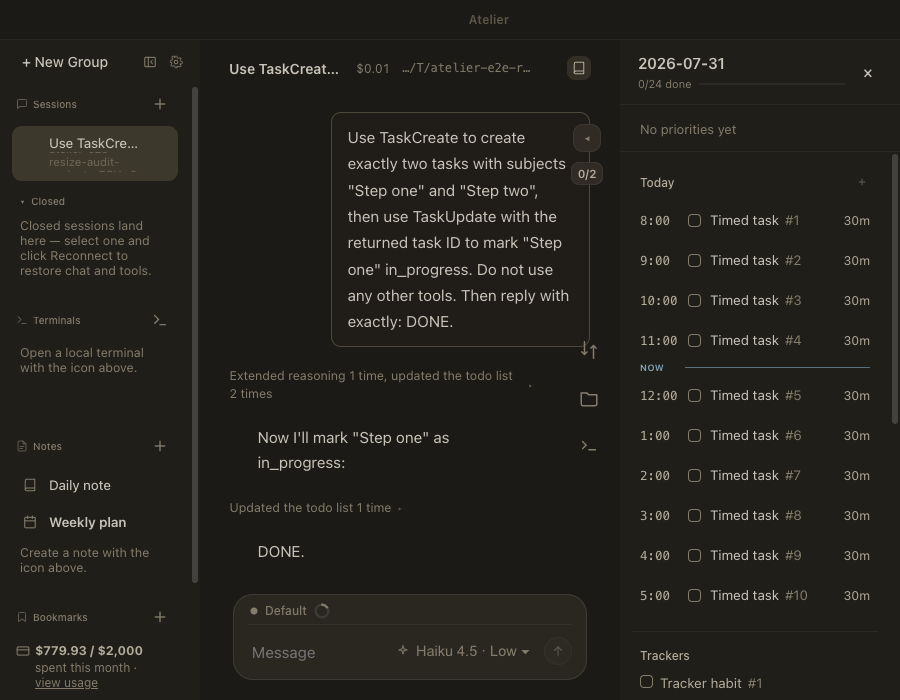 Atelier
+ New Group
Sessions
Use TaskCre...
resize-audit-
Closed
Closed sessions land
here — select one and
click Reconnect to
restore chat and tools.
Terminals
Open a local terminal
with the icon above.
Notes
Daily note
Weekly plan
Create a note with the
icon above.
Bookmarks
$779.93 / $2,000
spent this month ·
view usage
Use TaskCreat... $0.01 …/T/atelier-e2e-r…
Use TaskCreate to create
exactly two tasks with subjects
"Step one" and "Step two",
then use TaskUpdate with the
returned task ID to mark "Step
one" in_progress. Do not use
any other tools. Then reply with
exactly: DONE.
0/2
Extended reasoning 1 time, updated the todo list
2 times
Now I'll mark "Step one" as
in_progress:
Updated the todo list 1 time
DONE.
Default
Message
Haiku 4.5 · Low
2026-07-31
0/24 done
No priorities yet
Today
8:00 Timed task #1 30m
9:00 Timed task #2 30m
10:00 Timed task #3 30m
11:00 Timed task #4 30m
NOW
12:00 Timed task #5 30m
1:00 Timed task #6 30m
2:00 Timed task #7 30m
3:00 Timed task #8 30m
4:00 Timed task #9 30m
5:00 Timed task #10 30m
Trackers
Tracker habit #1